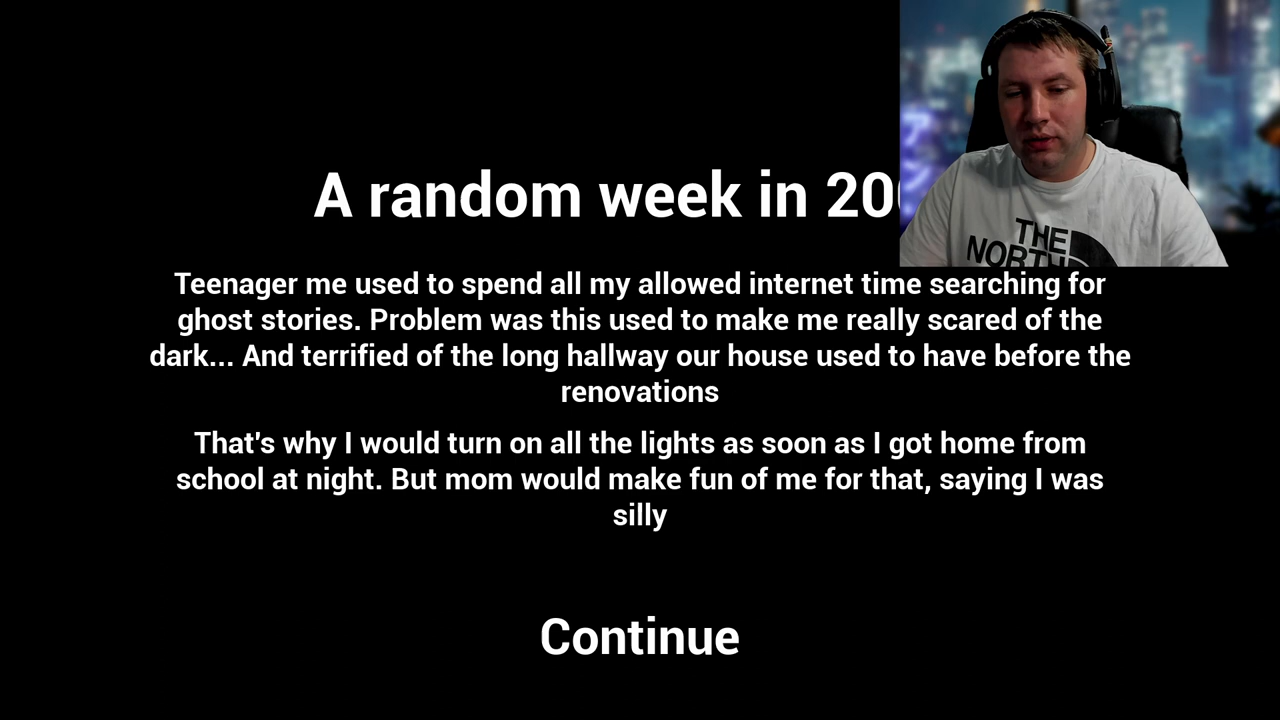 A random week in
Teenager me used to spend all my allowed internet time searching for
ghost stories. Problem was this used to make me really scared of the
dark... And terrified of the long hallway our house used to have before the
renovations
That's why I would turn on all the lights as soon as I got home from
school at night. But mom would make fun of me for that, saying I was
silly
Continue
THE
NORTH